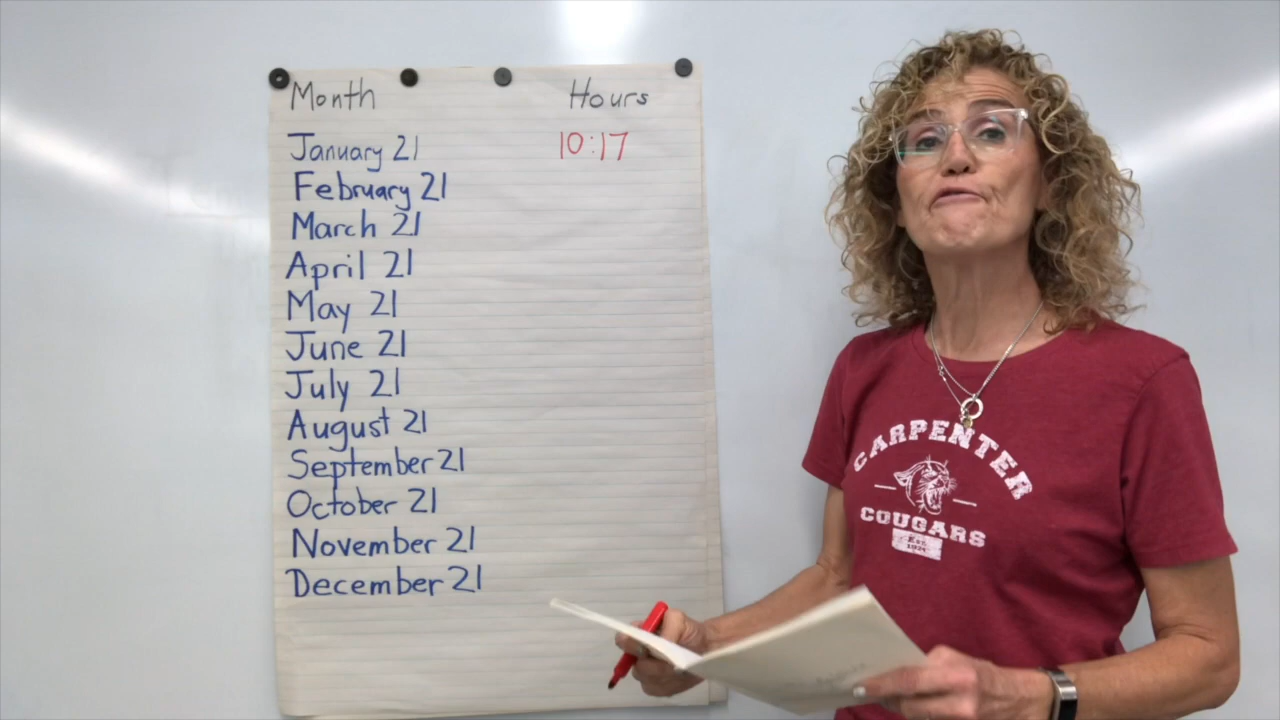 Month Hours
January 21 10:17
February 21
March 21
April 21
May 21
June 21
July 21
August 21
September 21
October 21
November 21
December 21
CARPENTER
COUGARS
Est.